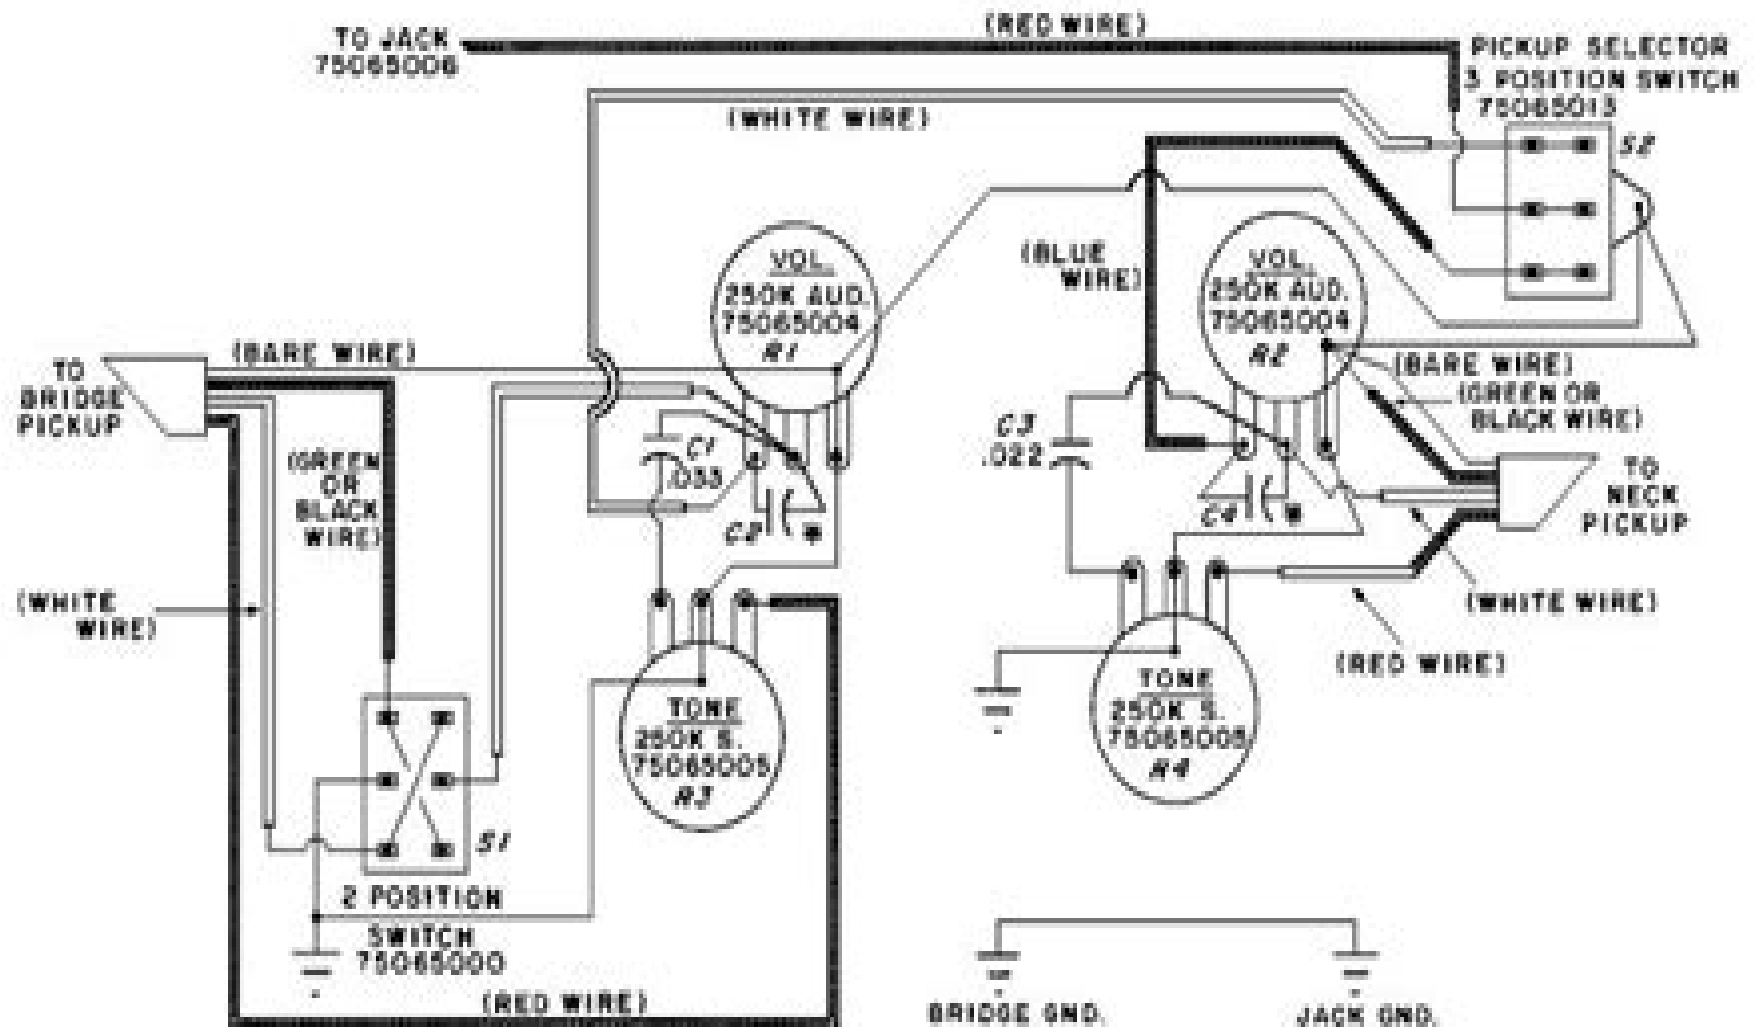 (RED WIRE)
TO JACK
75065006
PICKUP SELECTOR
3 POSITION SWITCH
75065013
S2
(WHITE WIRE)
(BLUE
WIRE)
VOL.
250K AUD.
75065004
R1
VOL.
250K AUD.
75065004
R2
(BARE WIRE)
TO
BRIDGE
PICKUP
(BARE WIRE)
(GREEN OR
BLACK WIRE)
(GREEN
OR
BLACK
WIRE)
C1
.033
C2
*
C3
.022
C4
*
TO
NECK
PICKUP
(WHITE
WIRE)
(WHITE WIRE)
(RED WIRE)
TONE
250K S.
75065005
R3
TONE
250K S.
75065005
R4
S1
2 POSITION
SWITCH
75065000
(RED WIRE)
BRIDGE GND.
JACK GND.